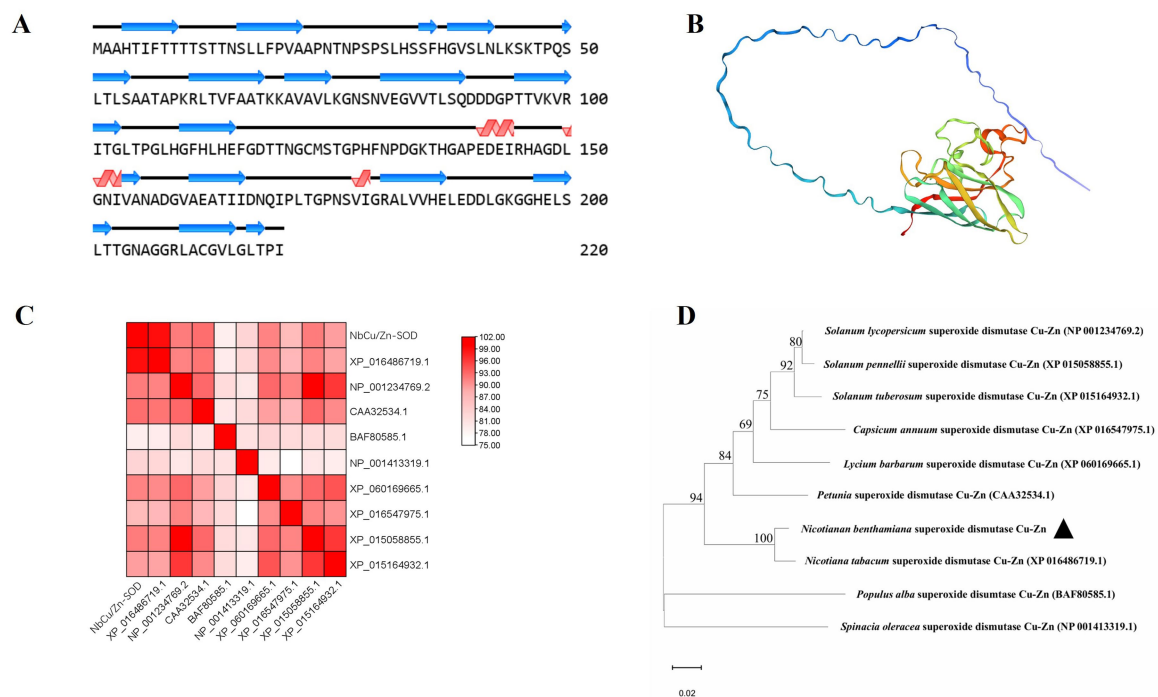 A
MAAHTIFTTTTSTTNSLLFPVAAPNTNPSPSLHSSFHGVSLNLKSKTPQS 50
LTLSAATAPKRLTVFAATKKAVAVLKGNSNVEGVVTLSQDDDGPTTVKVR 100
ITGLTPGLHGFHLHEFGDTTNGCMSTGPHFNPDGKTHGAPEDEIRHAGDL 150
GNIVANADGVAEATIIDNQIPLTGPNSVIGRALVVHELEDDLGKGGHELS 200
LTTGNAGGRLACGVLGLTPI 220
B
C
NbCu/Zn-SOD
XP_016486719.1
NP_001234769.2
CAA32534.1
BAF80585.1
NP_001413319.1
XP_060169665.1
XP_016547975.1
XP_015058855.1
XP_015164932.1
NbCu/Zn-SOD
XP_016486719.1
NP_001234769.2
CAA32534.1
BAF80585.1
NP_001413319.1
XP_060169665.1
XP_016547975.1
XP_015058855.1
XP_015164932.1
102.00
99.00
96.00
93.00
90.00
87.00
84.00
81.00
78.00
75.00
D
Solanum lycopersicum superoxide dismutase Cu-Zn (NP 001234769.2)
80
Solanum pennellii superoxide dismutase Cu-Zn (XP 015058855.1)
92
Solanum tuberosum superoxide dismutase Cu-Zn (XP 015164932.1)
75
Capsicum annuum superoxide dismutase Cu-Zn (XP 016547975.1)
69
Lycium barbarum superoxide dismutase Cu-Zn (XP 060169665.1)
84
Petunia superoxide dismutase Cu-Zn (CAA32534.1)
94
Nicotianan benthamiana superoxide dismutase Cu-Zn
100
Nicotiana tabacum superoxide dismutase Cu-Zn (XP 016486719.1)
Populus alba superoxide disumtase Cu-Zn (BAF80585.1)
Spinacia oleracea superoxide dismutase Cu-Zn (NP 001413319.1)
0.02